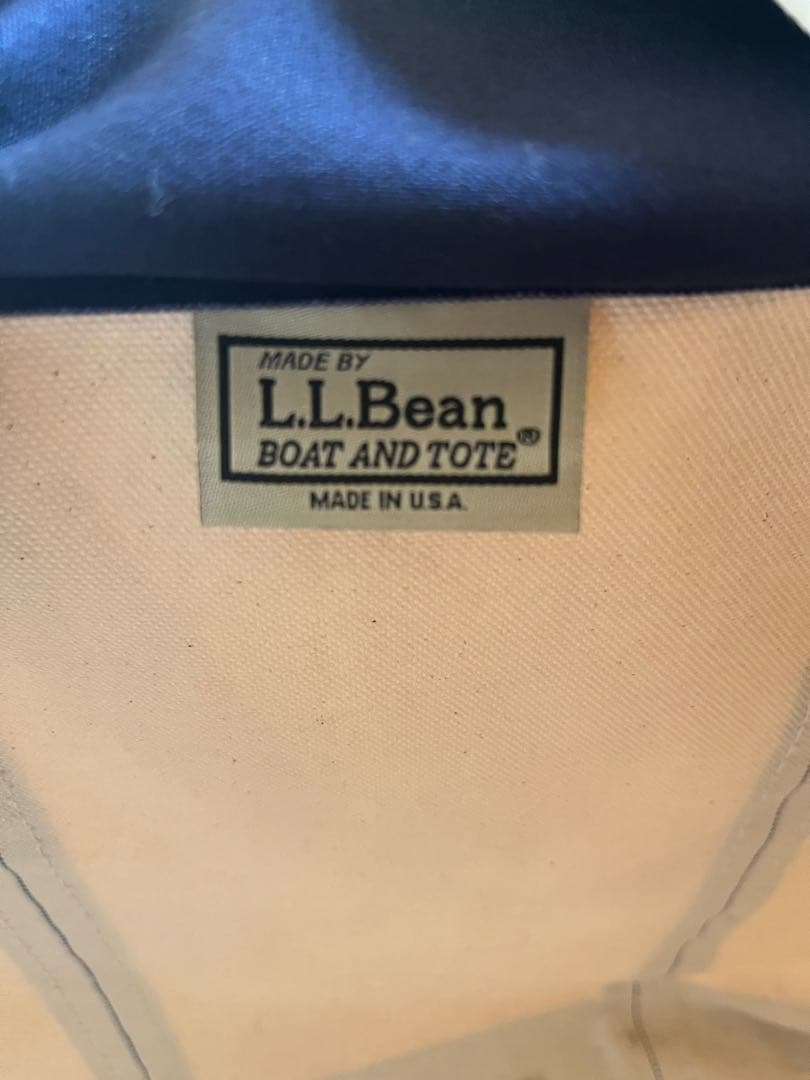 MADE BY
L.L.Bean
BOAT AND TOTE®
MADE IN U.S.A.